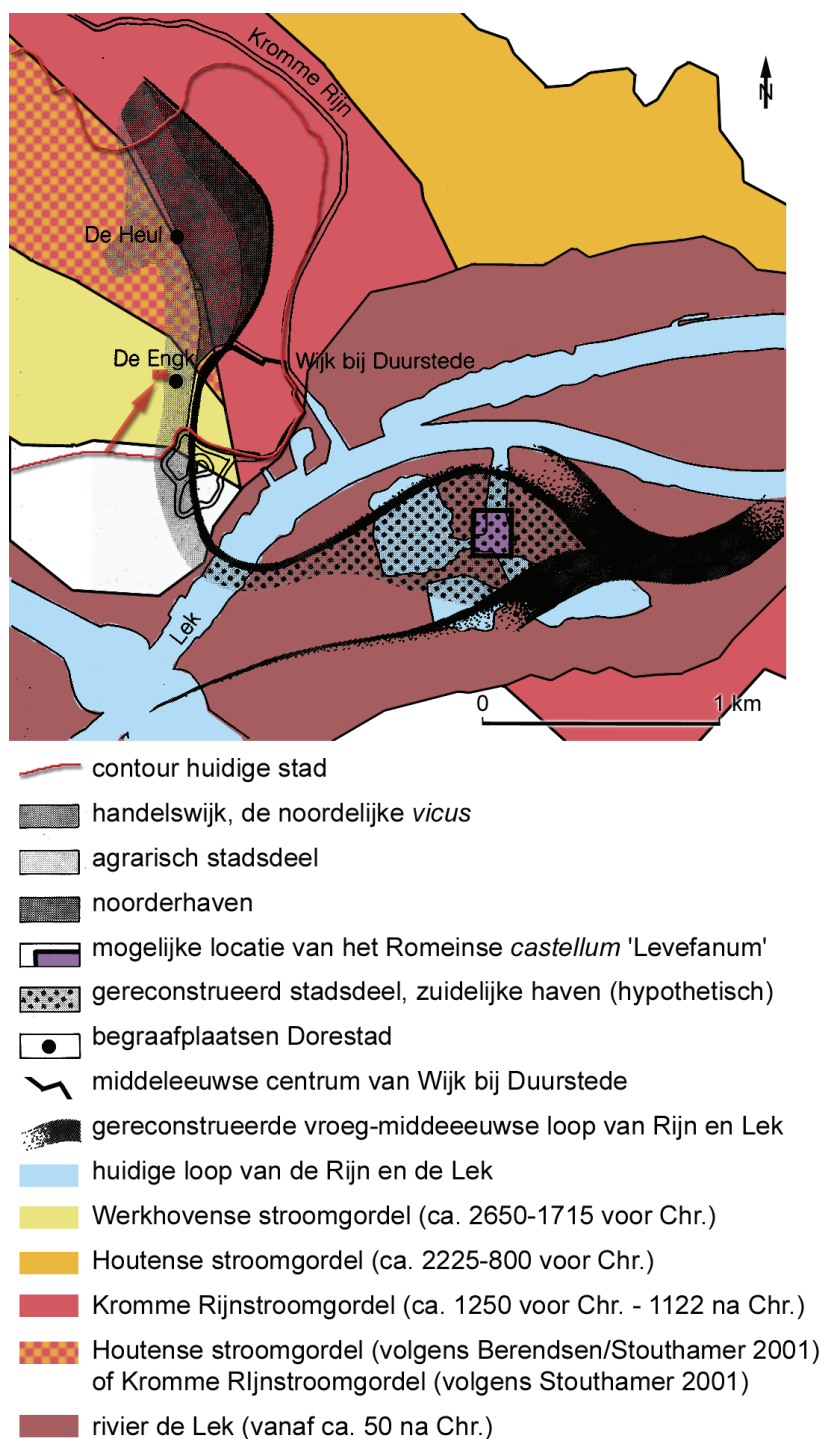 Kromme Rijn
N
De Heul
De Engk
Wijk bij Duurstede
Lek
0
1 km
contour huidige stad
handelswijk, de noordelijke vicus
agrarisch stadsdeel
noorderhaven
mogelijke locatie van het Romeinse castellum 'Levefanum'
gereconstrueerd stadsdeel, zuidelijke haven (hypothetisch)
begraafplaatsen Dorestad
middeleeuwse centrum van Wijk bij Duurstede
gereconstrueerde vroeg-middeeeuwse loop van Rijn en Lek
huidige loop van de Rijn en de Lek
Werkhovense stroomgordel (ca. 2650-1715 voor Chr.)
Houtense stroomgordel (ca. 2225-800 voor Chr.)
Kromme Rijnstroomgordel (ca. 1250 voor Chr. - 1122 na Chr.)
Houtense stroomgordel (volgens Berendsen/Stouthamer 2001)
of Kromme RIjnstroomgordel (volgens Stouthamer 2001)
rivier de Lek (vanaf ca. 50 na Chr.)